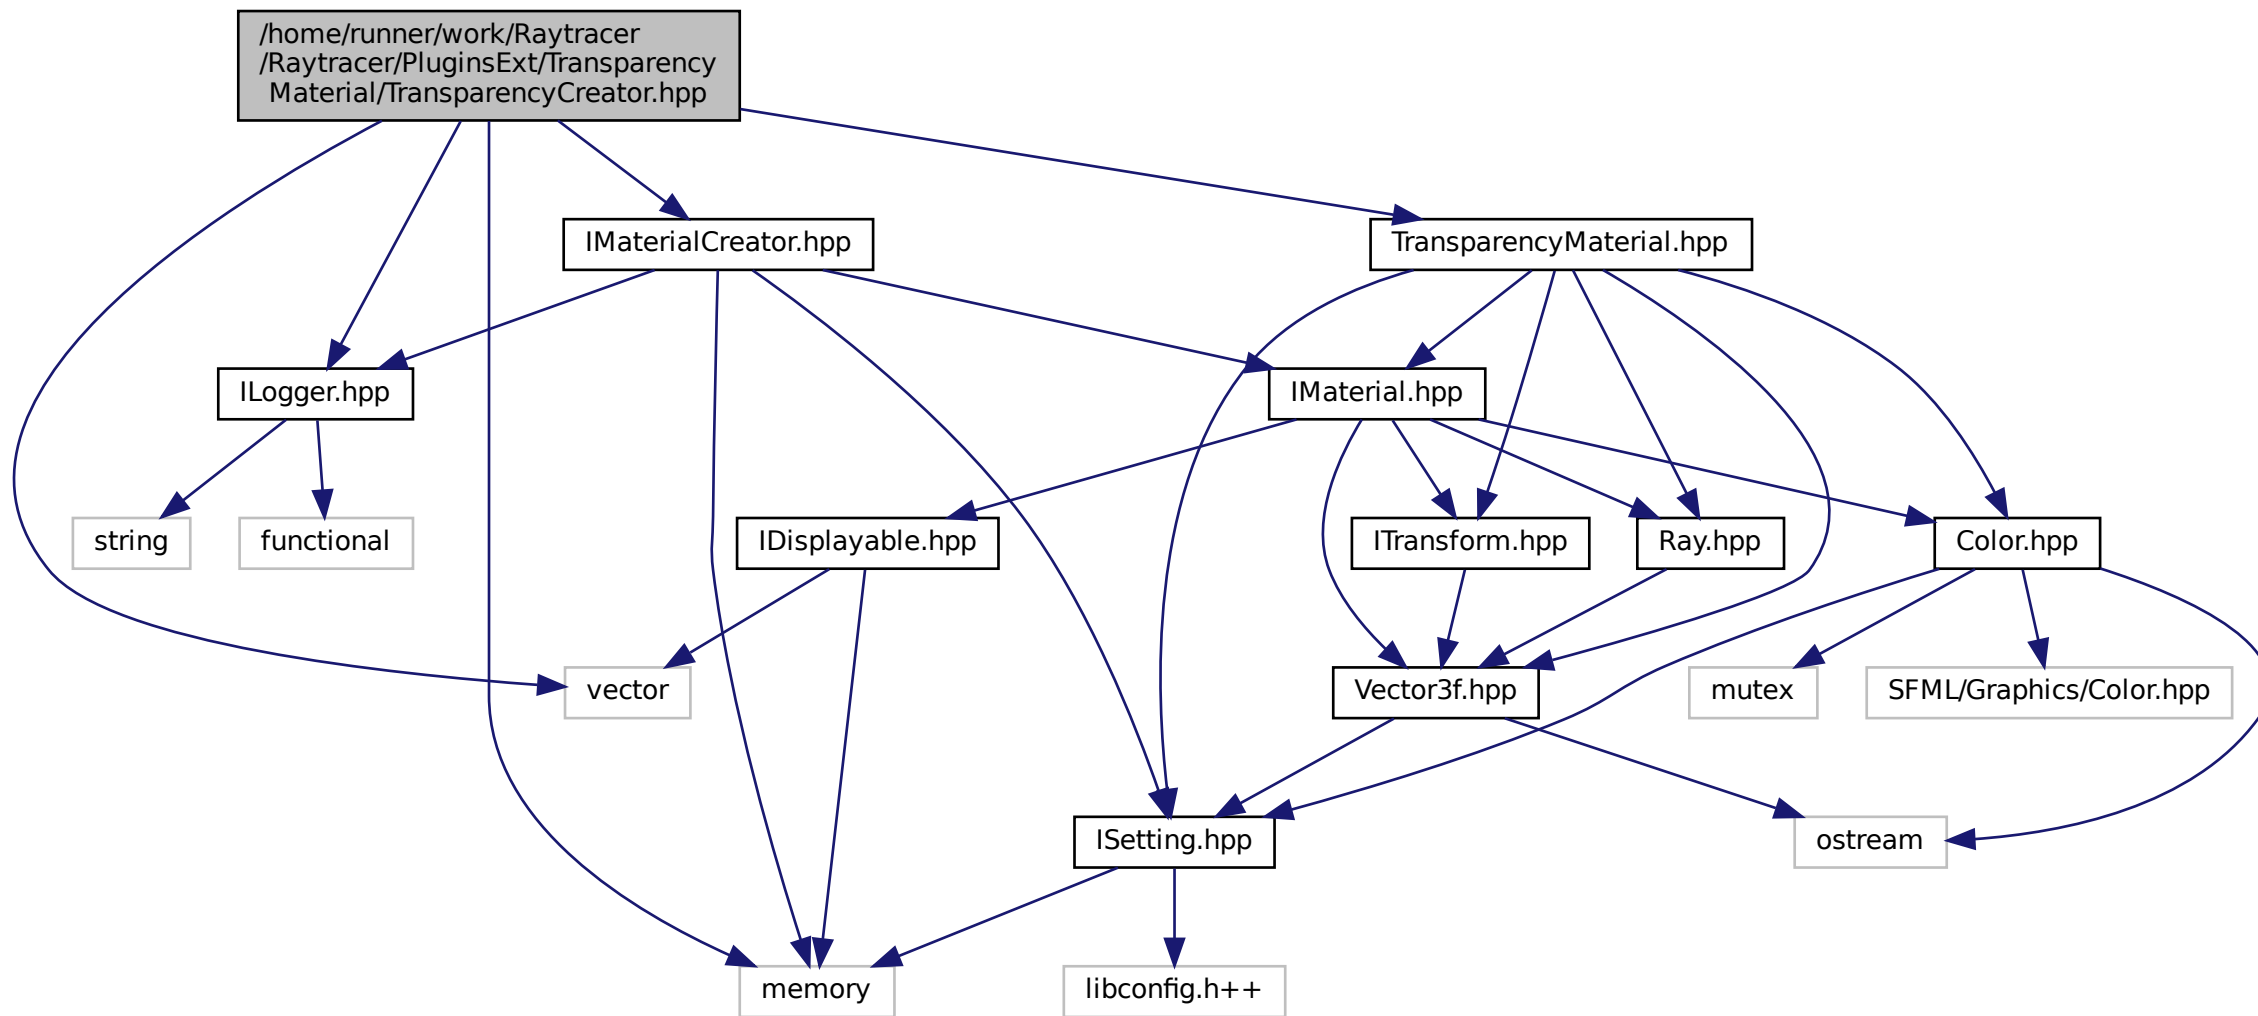 /home/runner/work/Raytracer
/Raytracer/PluginsExt/Transparency
Material/TransparencyCreator.hpp
IMaterialCreator.hpp
TransparencyMaterial.hpp
ILogger.hpp
IMaterial.hpp
string
functional
IDisplayable.hpp
ITransform.hpp
Ray.hpp
Color.hpp
vector
Vector3f.hpp
mutex
SFML/Graphics/Color.hpp
ISetting.hpp
ostream
memory
libconfig.h++